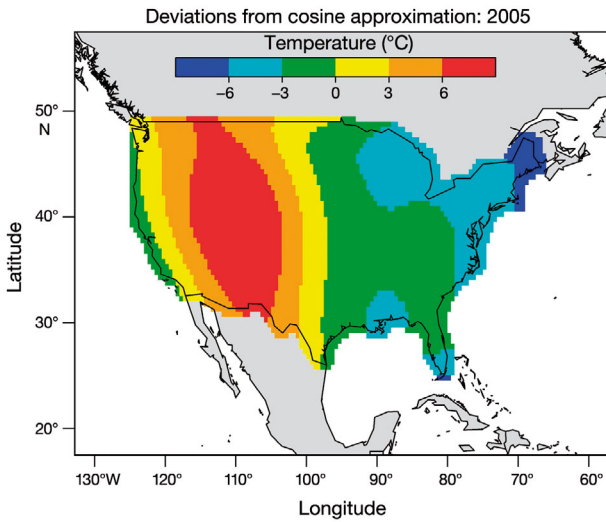 Deviations from cosine approximation: 2005
Temperature (°C)
−6 −3 0 3 6
50°
N
40°
30°
20°
Latitude
130°W 120° 110° 100° 90° 80° 70° 60°
Longitude